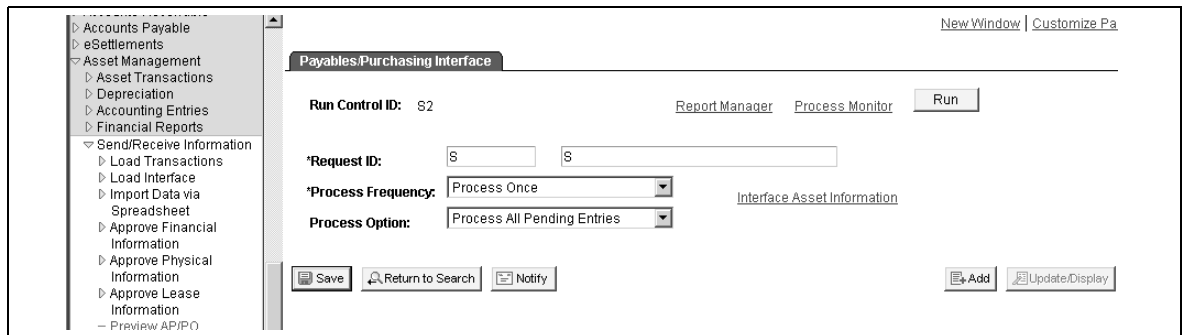 Accounts Payable
eSettlements
Asset Management
Asset Transactions
Depreciation
Accounting Entries
Financial Reports
Send/Receive Information
Load Transactions
Load Interface
Import Data via
Spreadsheet
Approve Financial
Information
Approve Physical
Information
Approve Lease
Information
– Preview AP/PO
New Window | Customize Pa
Payables/Purchasing Interface
Run Control ID: S2
Report Manager Process Monitor Run
*Request ID: S S
*Process Frequency: Process Once
Interface Asset Information
Process Option: Process All Pending Entries
Save Return to Search Notify Add Update/Display